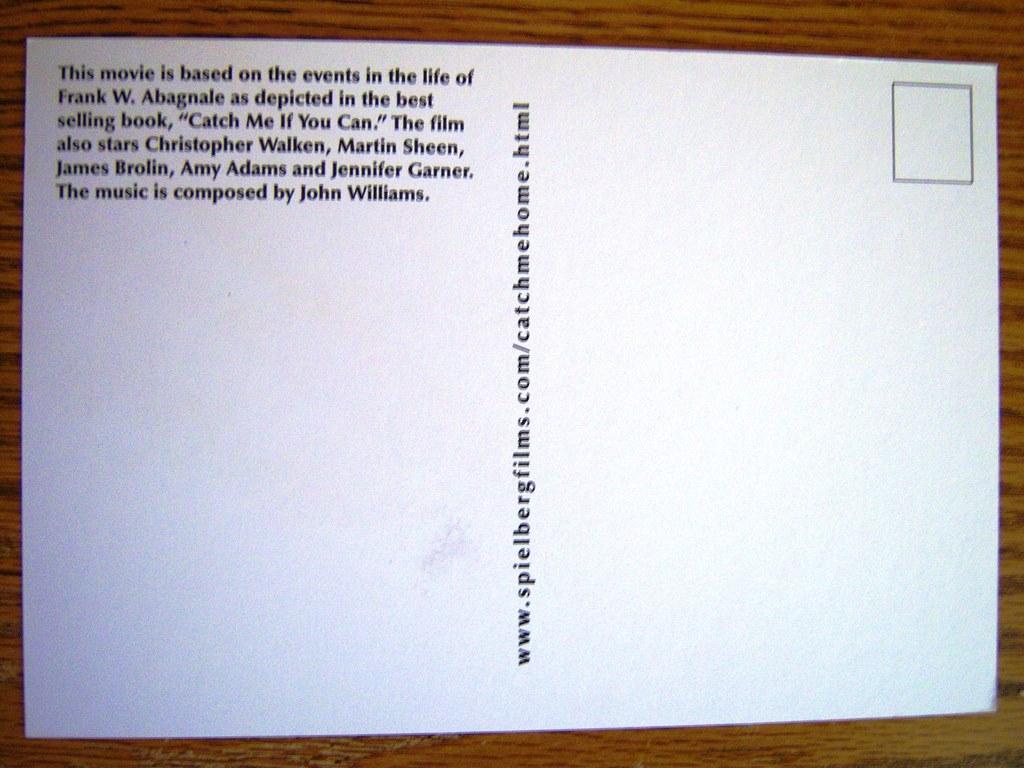 This movie is based on the events in the life of
Frank W. Abagnale as depicted in the best
selling book, “Catch Me If You Can.” The film
also stars Christopher Walken, Martin Sheen,
James Brolin, Amy Adams and Jennifer Garner.
The music is composed by John Williams.
www.spielbergfilms.com/catchmehome.html